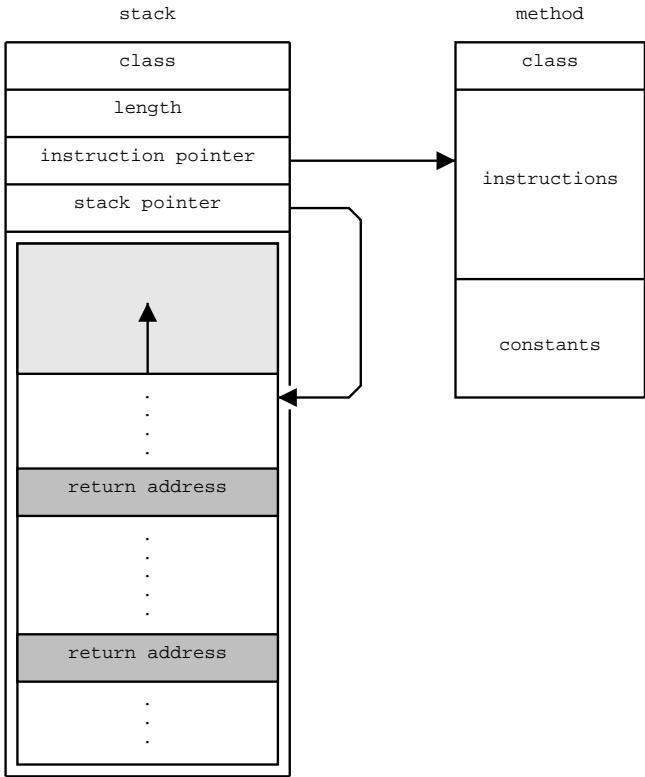 stack
class
length
instruction pointer
stack pointer
.
.
.
.
return address
.
.
.
.
.
return address
.
.
.
method
class
instructions
constants